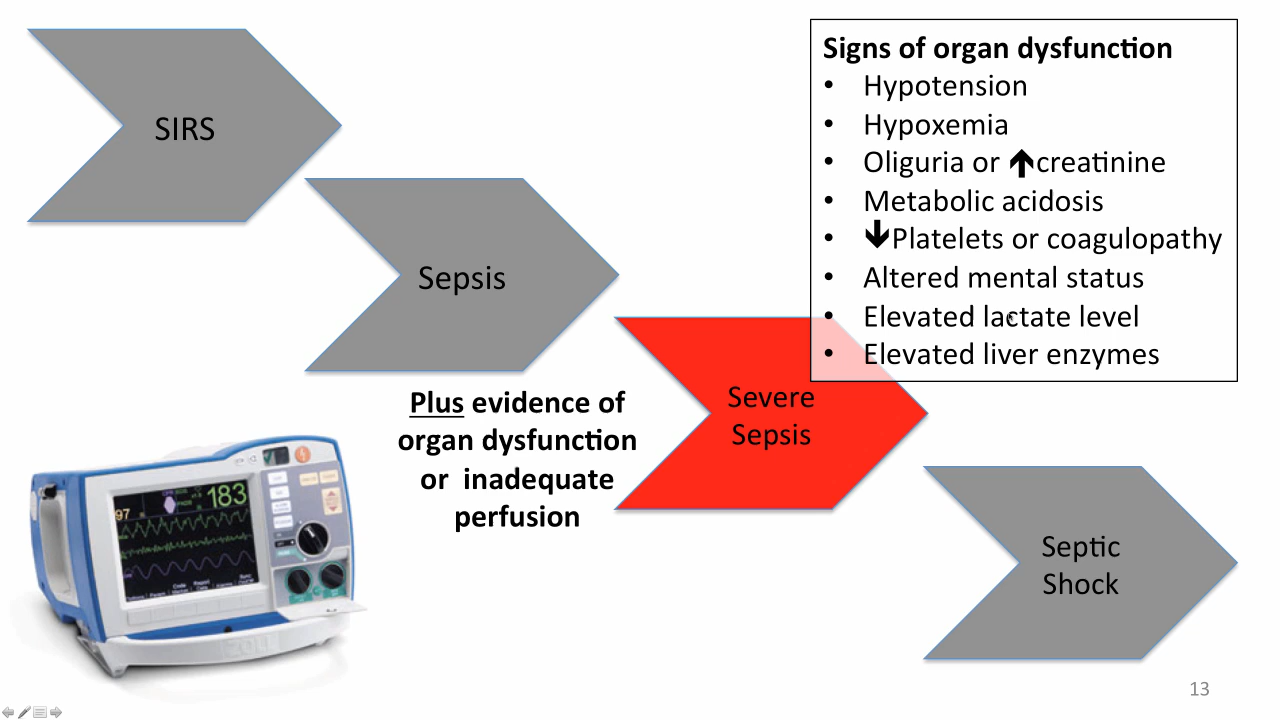 SIRS
Sepsis
Plus evidence of
organ dysfunction
or inadequate
perfusion
Severe
Sepsis
Signs of organ dysfunction
• Hypotension
• Hypoxemia
• Oliguria or ↑creatinine
• Metabolic acidosis
• ↓Platelets or coagulopathy
• Altered mental status
• Elevated lactate level
• Elevated liver enzymes
Septic
Shock
183
97
ZOLL
13